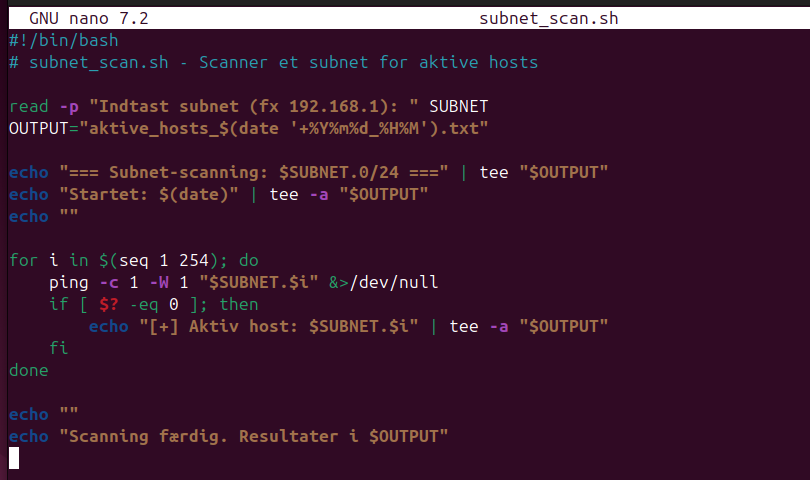 GNU nano 7.2 subnet_scan.sh
#!/bin/bash
# subnet_scan.sh - Scanner et subnet for aktive hosts
read -p "Indtast subnet (fx 192.168.1): " SUBNET
OUTPUT="aktive_hosts_$(date '+%Y%m%d_%H%M').txt"
echo "=== Subnet-scanning: $SUBNET.0/24 ===" | tee "$OUTPUT"
echo "Startet: $(date)" | tee -a "$OUTPUT"
echo ""
for i in $(seq 1 254); do
    ping -c 1 -W 1 "$SUBNET.$i" &>/dev/null
    if [ $? -eq 0 ]; then
        echo "[+] Aktiv host: $SUBNET.$i" | tee -a "$OUTPUT"
    fi
done
echo ""
echo "Scanning færdig. Resultater i $OUTPUT"